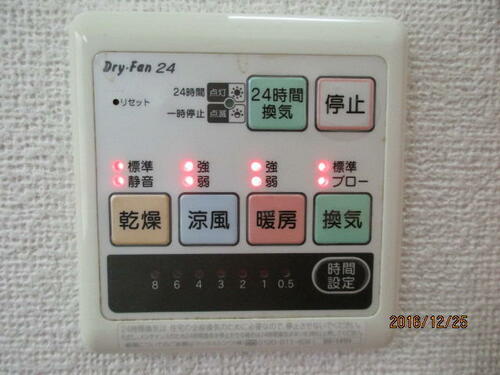 Dry-Fan 24
24時間 点灯
●リセット
一時停止 点滅
24時間
換気
停止
標準 強 強 標準
静音 弱 弱 ブロー
乾燥 涼風 暖房 換気
8 6 4 3 2 1 0.5
時間
設定
2016/12/25